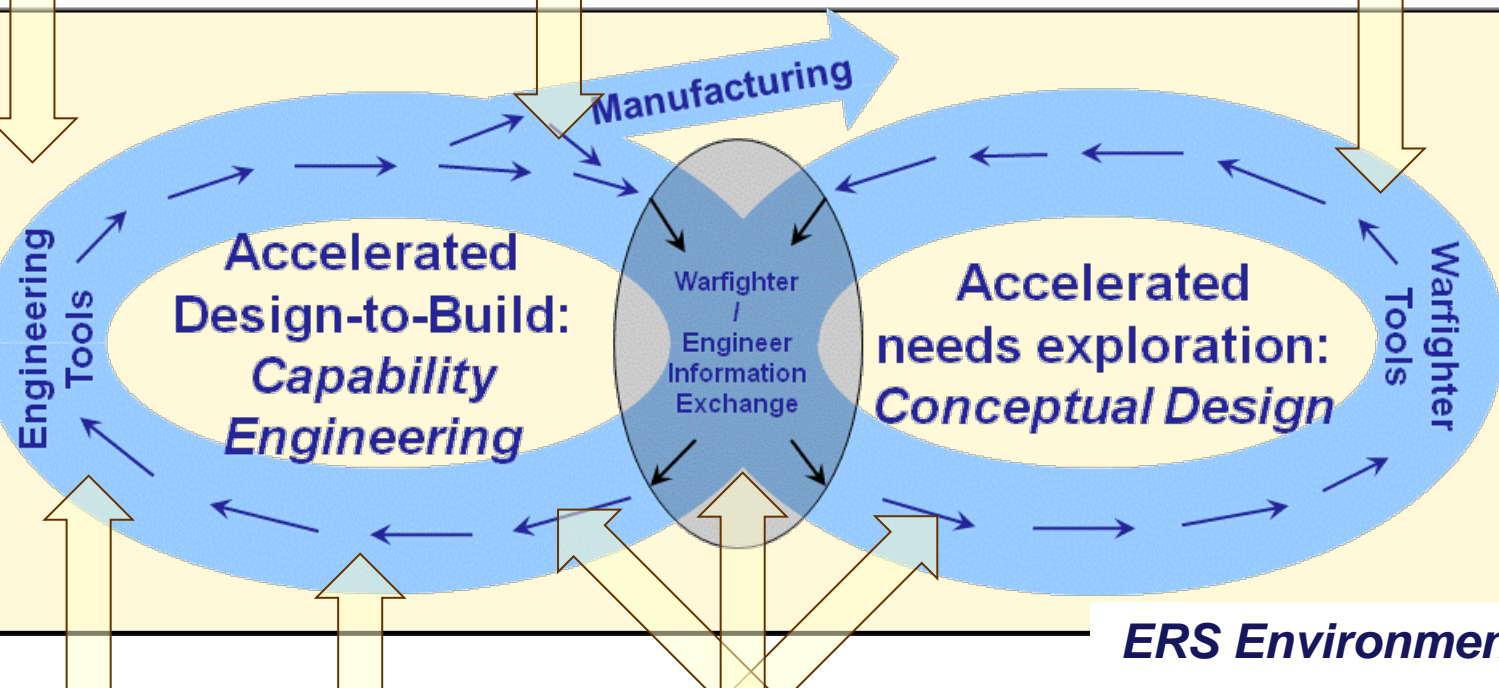 Manufacturing
Engineering
Tools
Accelerated
Design-to-Build:
Capability
Engineering
Warfighter
/
Engineer
Information
Exchange
Accelerated
needs exploration:
Conceptual Design
Warfighter
Tools
ERS Environmen